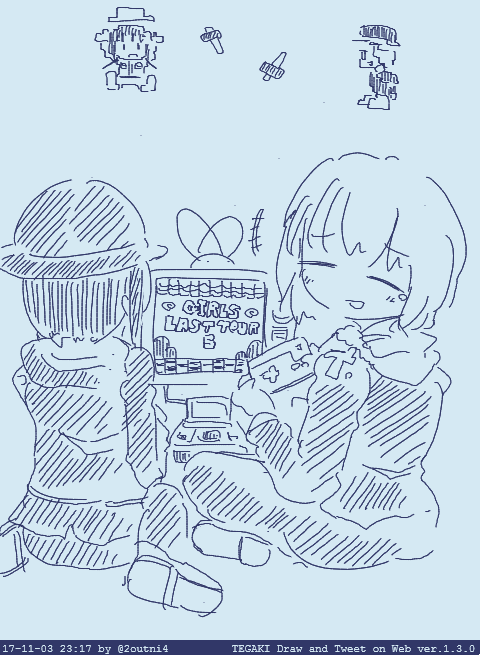 GIRLS
LAST TOUR
3
17-11-03 23:17 by @2outni4
TEGAKI Draw and Tweet on Web ver.1.3.0